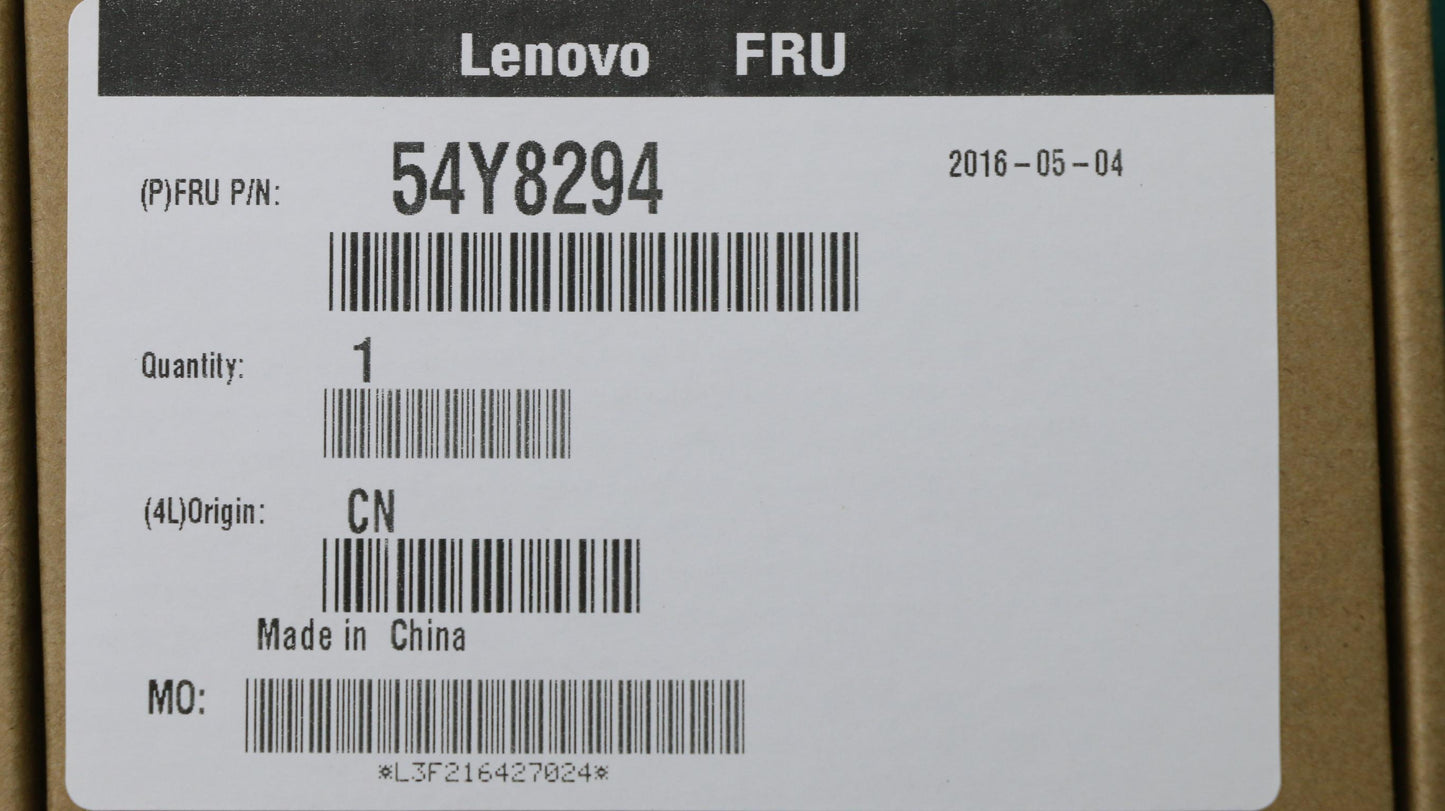 Lenovo FRU
(P)FRU P/N: 54Y8294 2016-05-04
Quantity: 1
(4L)Origin: CN
Made in China
MO:
*L3F216427024*